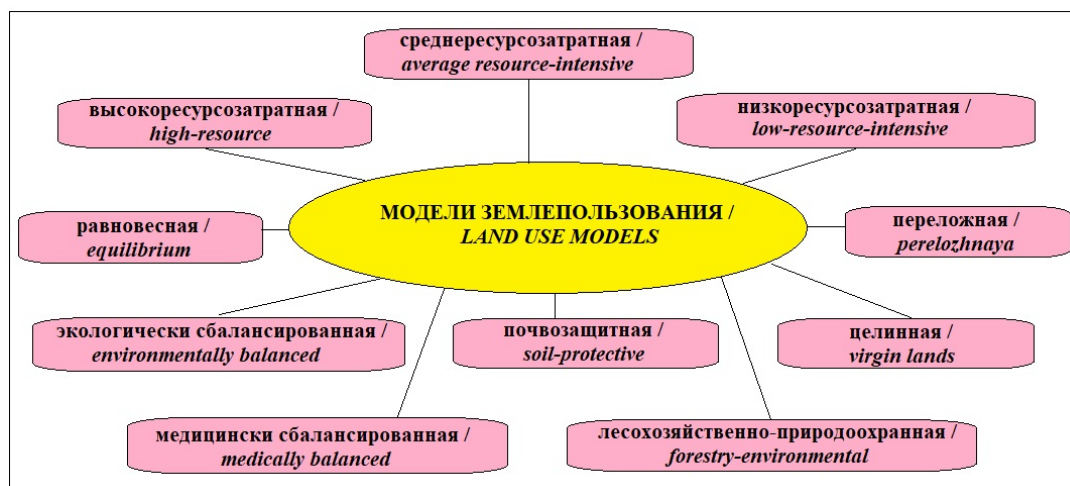 среднересурсозатратная /
average resource-intensive
высокоресурсозатратная /
high-resource
низкоресурсозатратная /
low-resource-intensive
МОДЕЛИ ЗЕМЛЕПОЛЬЗОВАНИЯ /
LAND USE MODELS
равновесная /
equilibrium
переложная /
perelozhnaya
экологически сбалансированная /
environmentally balanced
почвозащитная /
soil-protective
целинная /
virgin lands
медицински сбалансированная /
medically balanced
лесохозяйственно-природоохранная /
forestry-environmental